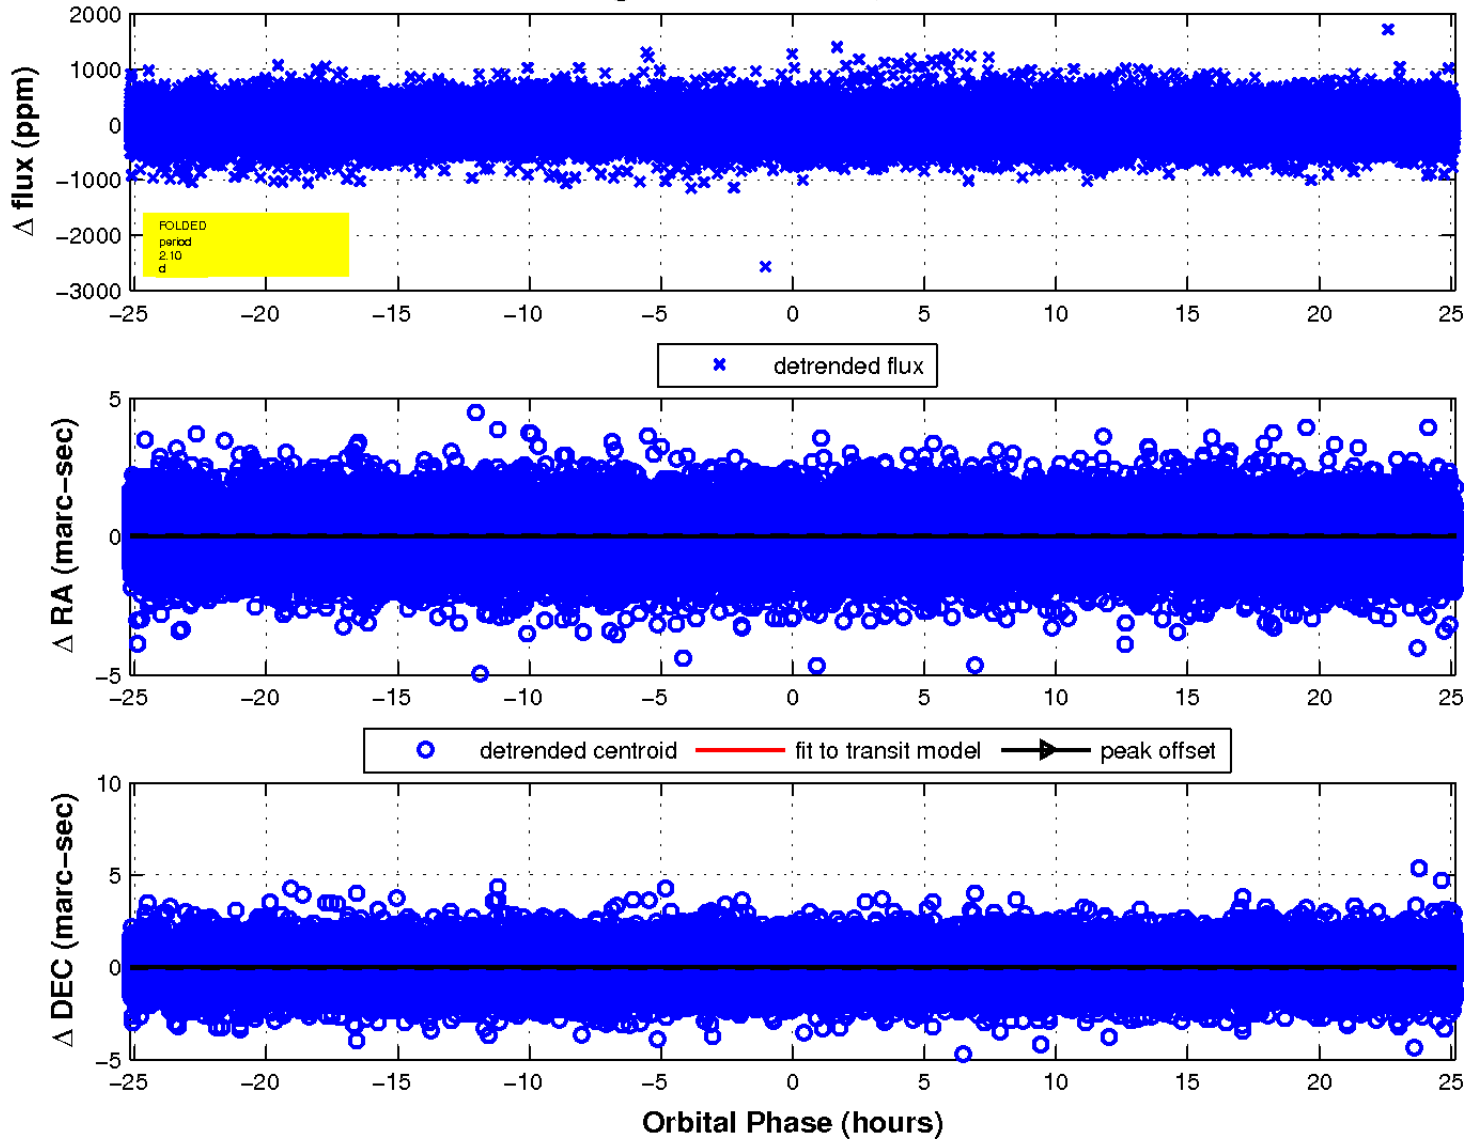 2000
1000
0
−1000
−2000
−3000
Δ flux (ppm)
FOLDED
period
2.10
d
−25 −20 −15 −10 −5 0 5 10 15 20 25
detrended flux
5
0
−5
Δ RA (marc−sec)
−25 −20 −15 −10 −5 0 5 10 15 20 25
detrended centroid fit to transit model peak offset
10
5
0
−5
Δ DEC (marc−sec)
−25 −20 −15 −10 −5 0 5 10 15 20 25
Orbital Phase (hours)